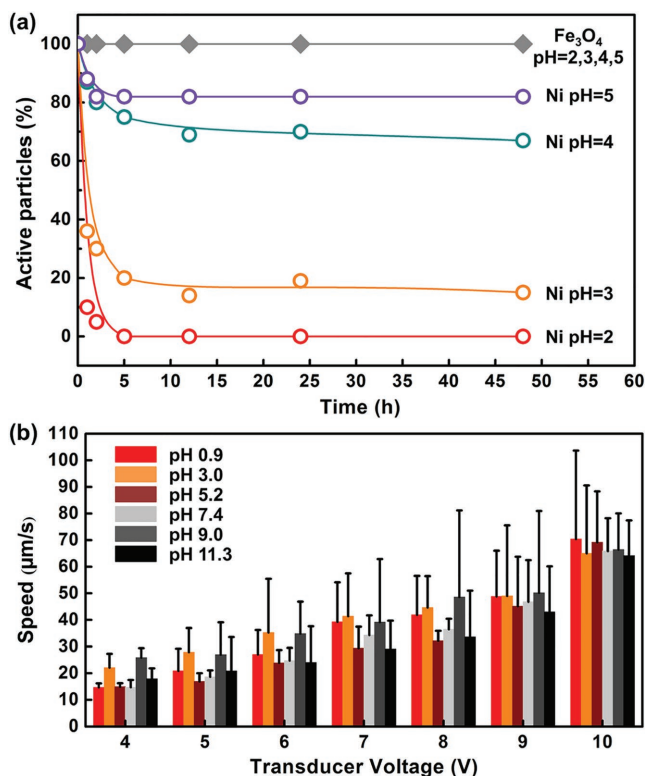 (a)
Active particles (%)
100
80
60
40
20
0
Fe₃O₄
pH=2,3,4,5
Ni pH=5
Ni pH=4
Ni pH=3
Ni pH=2
0 5 10 15 20 25 30 35 40 45 50 55 60
Time (h)
(b)
Speed (µm/s)
110
100
90
80
70
60
50
40
30
20
10
0
pH 0.9
pH 3.0
pH 5.2
pH 7.4
pH 9.0
pH 11.3
4 5 6 7 8 9 10
Transducer Voltage (V)